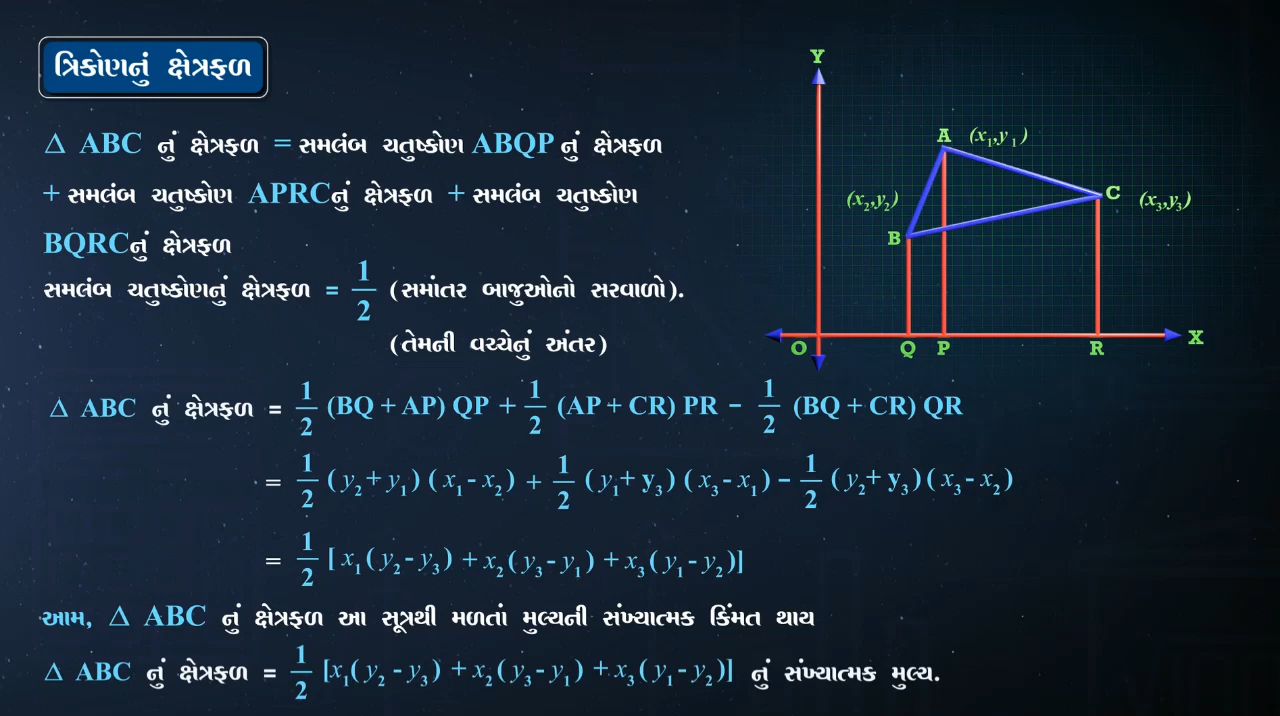 ત્રિકોણનું ક્ષેત્રફળ
Δ ABC નું ક્ષેત્રફળ = સમલંબ ચતુષ્કોણ ABQP નું ક્ષેત્રફળ
+ સમલંબ ચતુષ્કોણ APRCનું ક્ષેત્રફળ + સમલંબ ચતુષ્કોણ
BQRCનું ક્ષેત્રફળ
સમલંબ ચતુષ્કોણનું ક્ષેત્રફળ = 1/2 (સમાંતર બાજુઓનો સરવાળો).
(તેમની વચ્ચેનું અંતર)
Y
A (x₁,y₁)
(x₂,y₂)
C (x₃,y₃)
B
O Q P R X
Δ ABC નું ક્ષેત્રફળ = 1/2 (BQ + AP) QP + 1/2 (AP + CR) PR − 1/2 (BQ + CR) QR
= 1/2 (y₂+ y₁) (x₁ - x₂) + 1/2 (y₁+ y₃) (x₃ - x₁) − 1/2 (y₂+ y₃) (x₃ - x₂)
= 1/2 [ x₁(y₂ - y₃) + x₂(y₃ - y₁) + x₃(y₁ - y₂)]
આમ, Δ ABC નું ક્ષેત્રફળ આ સૂત્રથી મળતાં મુલ્યની સંખ્યાત્મક કિંમત થાય
Δ ABC નું ક્ષેત્રફળ = 1/2 [x₁(y₂ - y₃) + x₂(y₃ - y₁) + x₃(y₁ - y₂)] નું સંખ્યાત્મક મુલ્ય.